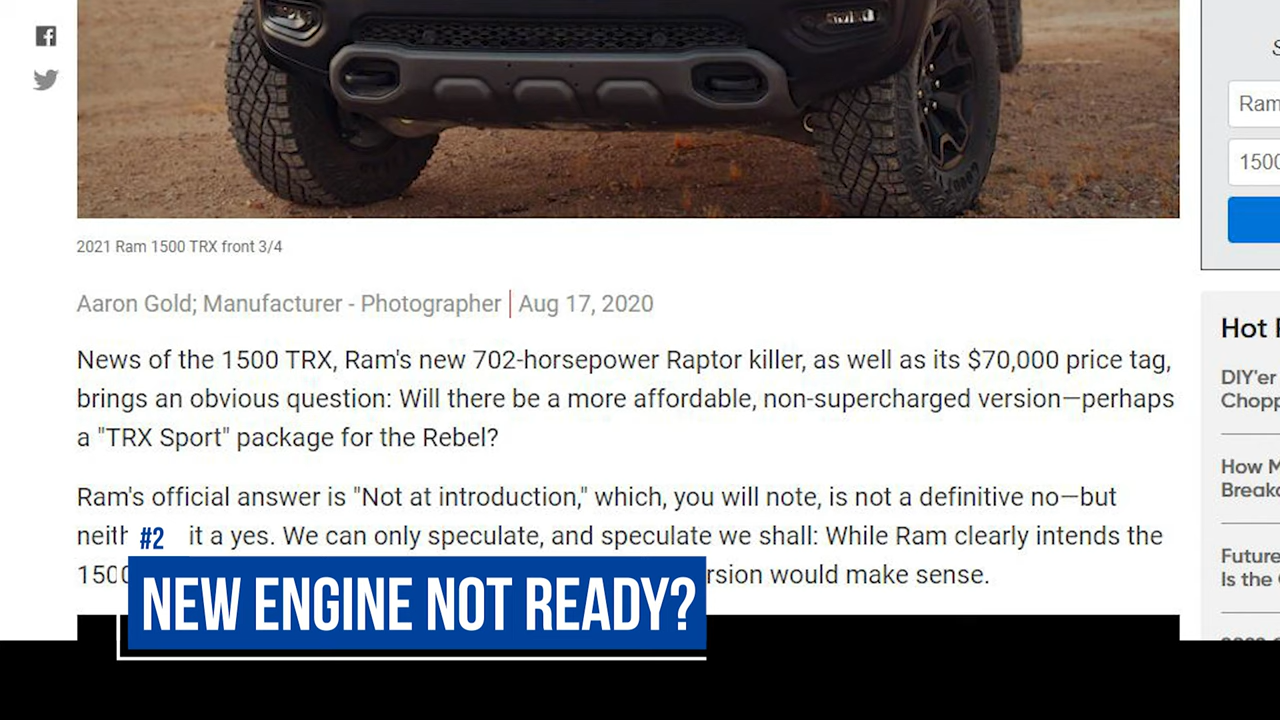 2021 Ram 1500 TRX front 3/4
Aaron Gold; Manufacturer - Photographer | Aug 17, 2020
News of the 1500 TRX, Ram's new 702-horsepower Raptor killer, as well as its $70,000 price tag,
brings an obvious question: Will there be a more affordable, non-supercharged version—perhaps
a "TRX Sport" package for the Rebel?
Ram's official answer is "Not at introduction," which, you will note, is not a definitive no—but
it a yes. We can only speculate, and speculate we shall: While Ram clearly intends the
would make sense.
#2
NEW ENGINE NOT READY?
Ram
1500
Hot
DIY'er
How
Future
Is the